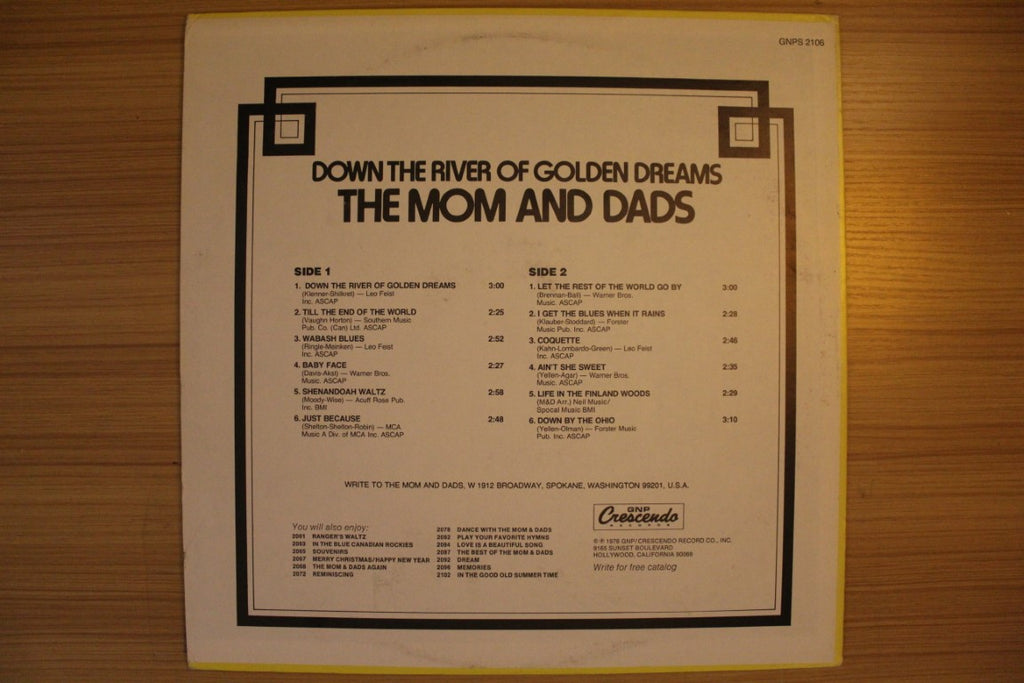 GNPS 2106
DOWN THE RIVER OF GOLDEN DREAMS
THE MOM AND DADS
SIDE 1
1. DOWN THE RIVER OF GOLDEN DREAMS 3:00
(Klenner-Shilkret) — Leo Feist
Inc. ASCAP
2. TILL THE END OF THE WORLD 2:25
(Vaughn Horton) — Southern Music
Pub. Co. (Can) Ltd. ASCAP
3. WABASH BLUES 2:52
(Ringle-Meinken) — Leo Feist
Inc. ASCAP
4. BABY FACE 2:27
(Davis-Akst) — Warner Bros.
Music. ASCAP
5. SHENANDOAH WALTZ 2:58
(Moody-Wise) — Acuff Rose Pub.
Inc. BMI
6. JUST BECAUSE 2:48
(Shelton-Shelton-Robin) — MCA
Music A Div. of MCA Inc. ASCAP
SIDE 2
1. LET THE REST OF THE WORLD GO BY 3:00
(Brennan-Ball) — Warner Bros.
Music. ASCAP
2. I GET THE BLUES WHEN IT RAINS 2:28
(Klauber-Stoddard) — Forster
Music Pub. Inc. ASCAP
3. COQUETTE 2:46
(Kahn-Lombardo-Green) — Leo Feist
Inc. ASCAP
4. AIN'T SHE SWEET 2:35
(Yellen-Ager) — Warner Bros.
Music. ASCAP
5. LIFE IN THE FINLAND WOODS 2:29
(M&D Arr.) Neil Music/
Spocal Music BMI
6. DOWN BY THE OHIO 3:10
(Yellen-Olman) — Forster Music
Pub. Inc. ASCAP
WRITE TO THE MOM AND DADS, W 1912 BROADWAY, SPOKANE, WASHINGTON 99201, U.S.A.
You will also enjoy:
2061 RANGER'S WALTZ
2063 IN THE BLUE CANADIAN ROCKIES
2065 SOUVENIRS
2067 MERRY CHRISTMAS/HAPPY NEW YEAR
2068 THE MOM & DADS AGAIN
2072 REMINISCING
2078 DANCE WITH THE MOM & DADS
2082 PLAY YOUR FAVORITE HYMNS
2084 LOVE IS A BEAUTIFUL SONG
2087 THE BEST OF THE MOM & DADS
2092 DREAM
2096 MEMORIES
2102 IN THE GOOD OLD SUMMER TIME
GNP
Crescendo
RECORDS
© ℗ 1976 GNP/CRESCENDO RECORD CO., INC.
9165 SUNSET BOULEVARD
HOLLYWOOD, CALIFORNIA 90069
Write for free catalog